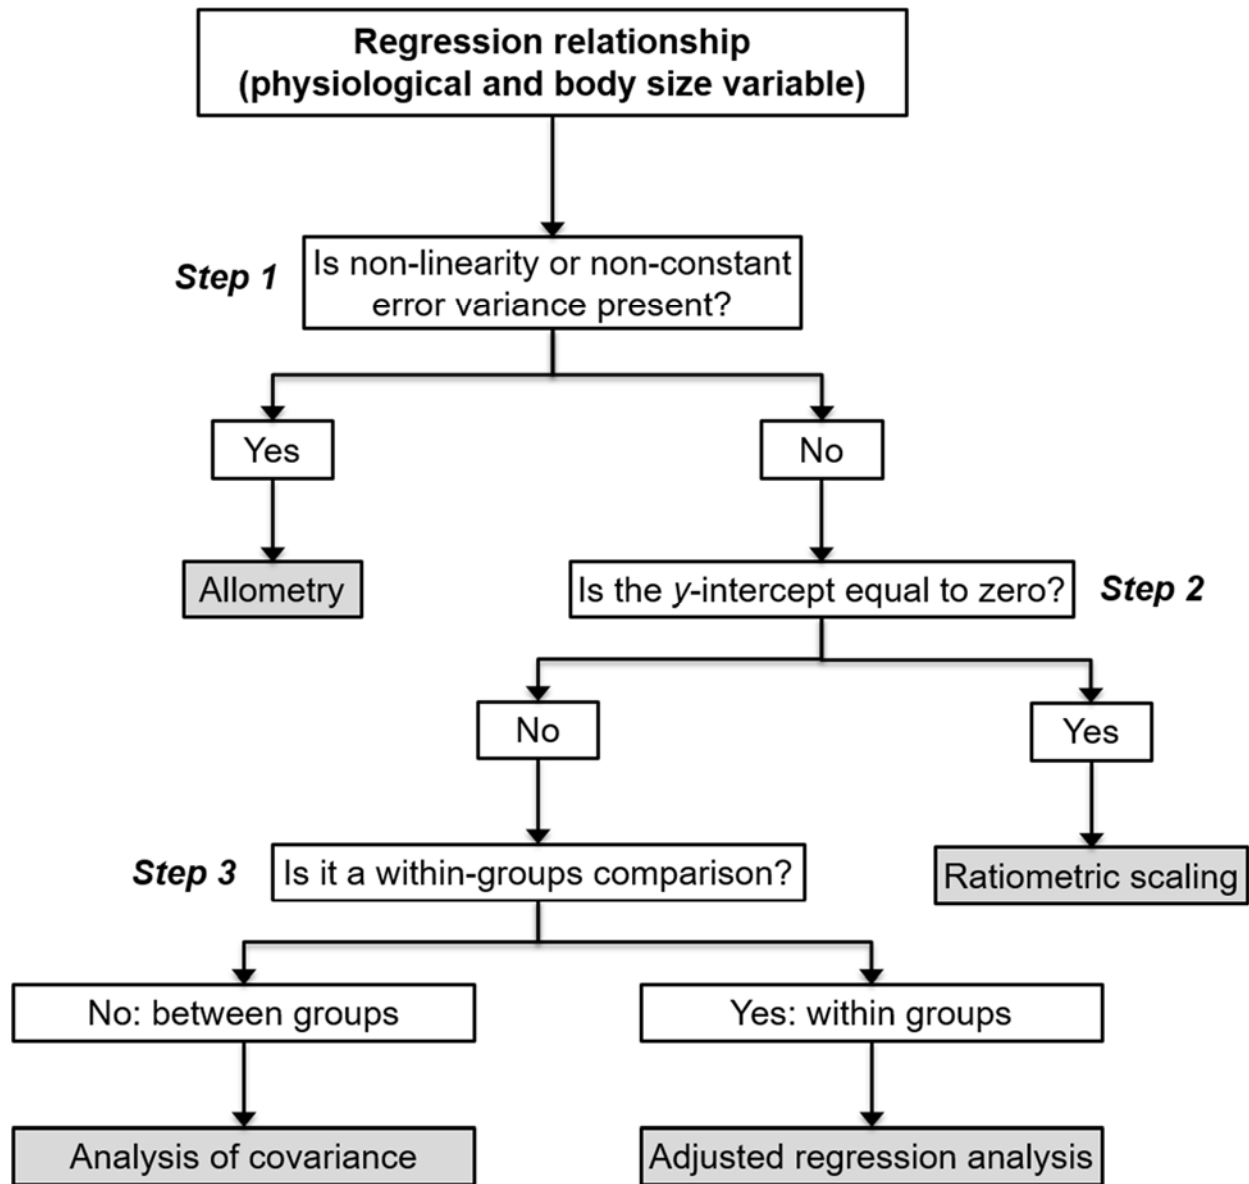 Regression relationship
(physiological and body size variable)
Step 1
Is non-linearity or non-constant
error variance present?
Yes
No
Allometry
Is the y-intercept equal to zero?
Step 2
No
Yes
Step 3
Is it a within-groups comparison?
Ratiometric scaling
No: between groups
Yes: within groups
Analysis of covariance
Adjusted regression analysis